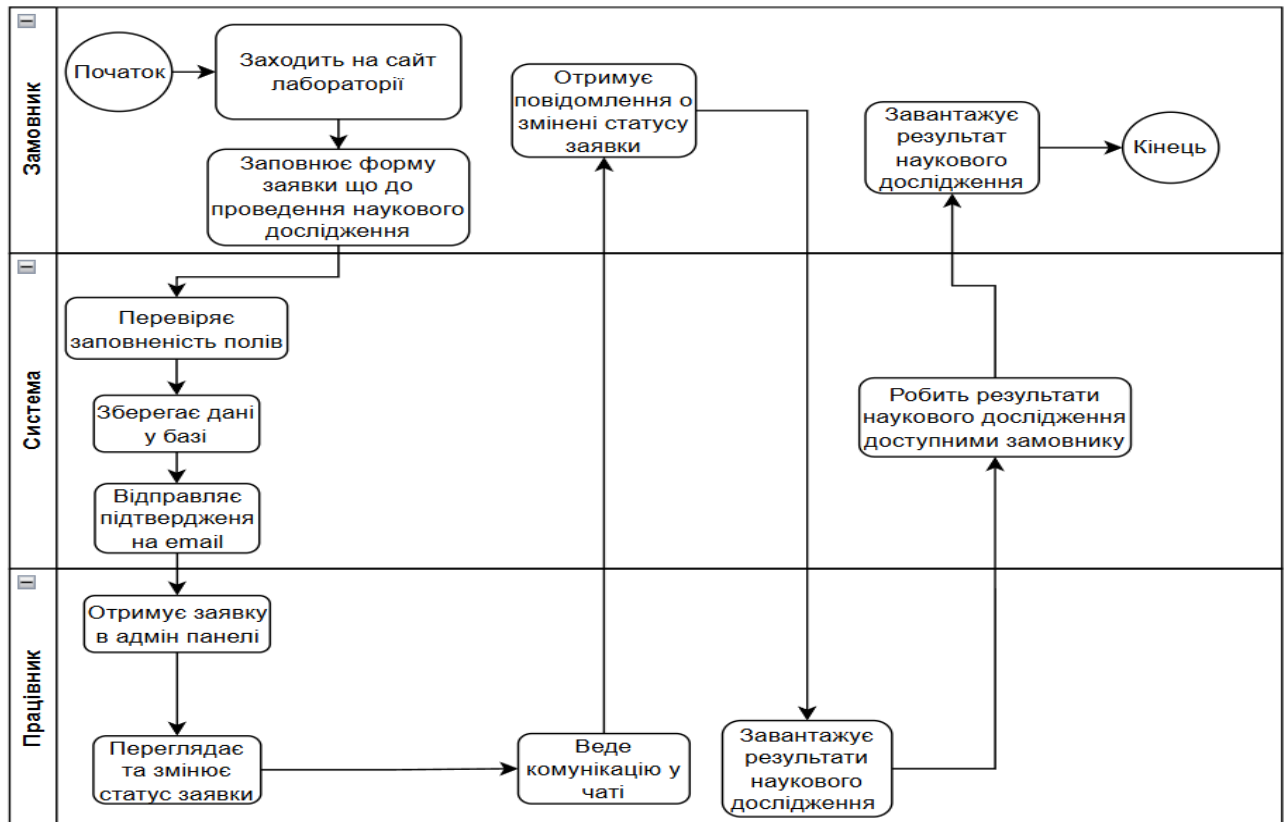 Замовник
Початок
Заходить на сайт
лабораторії
Заповнює форму
заявки що до
проведення наукового
дослідження
Отримує
повідомлення о
змінені статусу
заявки
Завантажує
результат
наукового
дослідження
Кінець
Система
Перевіряє
заповненість полів
Зберегає дані
у базі
Відправляє
підтвердженя
на email
Робить результати
наукового дослідження
доступними замовнику
Працівник
Отримує заявку
в адмін панелі
Переглядає
та змінює
статус заявки
Веде
комунікацію у
чаті
Завантажує
результати
наукового
дослідження